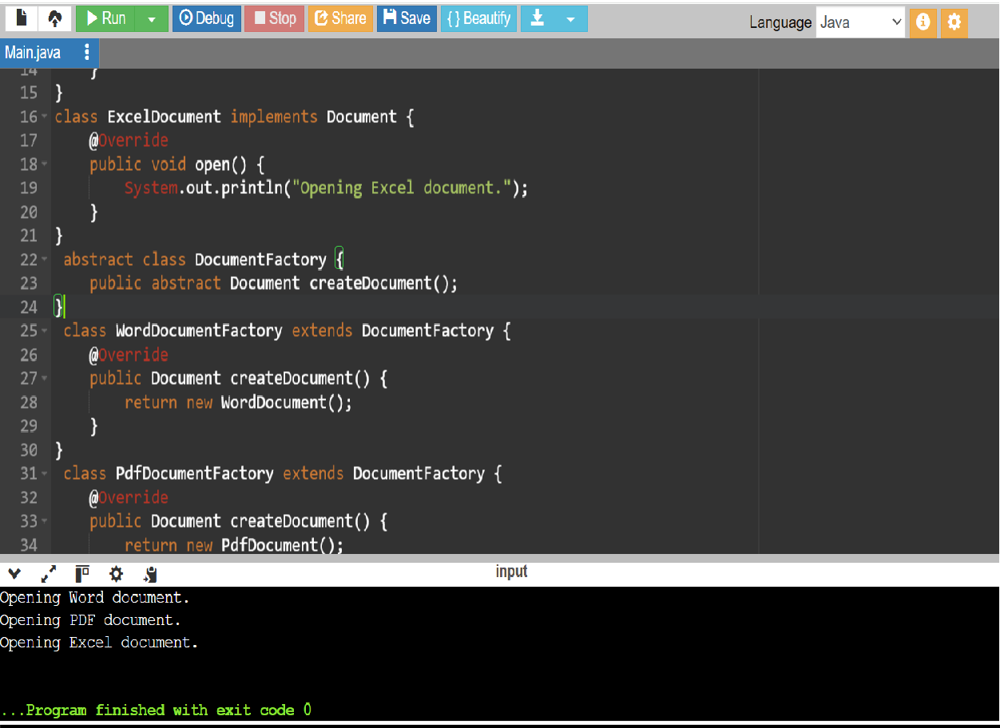 Run Debug Stop Share Save { } Beautify Language Java
Main.java
14 }
15 }
16 class ExcelDocument implements Document {
17 @Override
18 public void open() {
19 System.out.println("Opening Excel document.");
20 }
21 }
22 abstract class DocumentFactory {
23 public abstract Document createDocument();
24 }
25 class WordDocumentFactory extends DocumentFactory {
26 @Override
27 public Document createDocument() {
28 return new WordDocument();
29 }
30 }
31 class PdfDocumentFactory extends DocumentFactory {
32 @Override
33 public Document createDocument() {
34 return new PdfDocument();
input
Opening Word document.
Opening PDF document.
Opening Excel document.
...Program finished with exit code 0